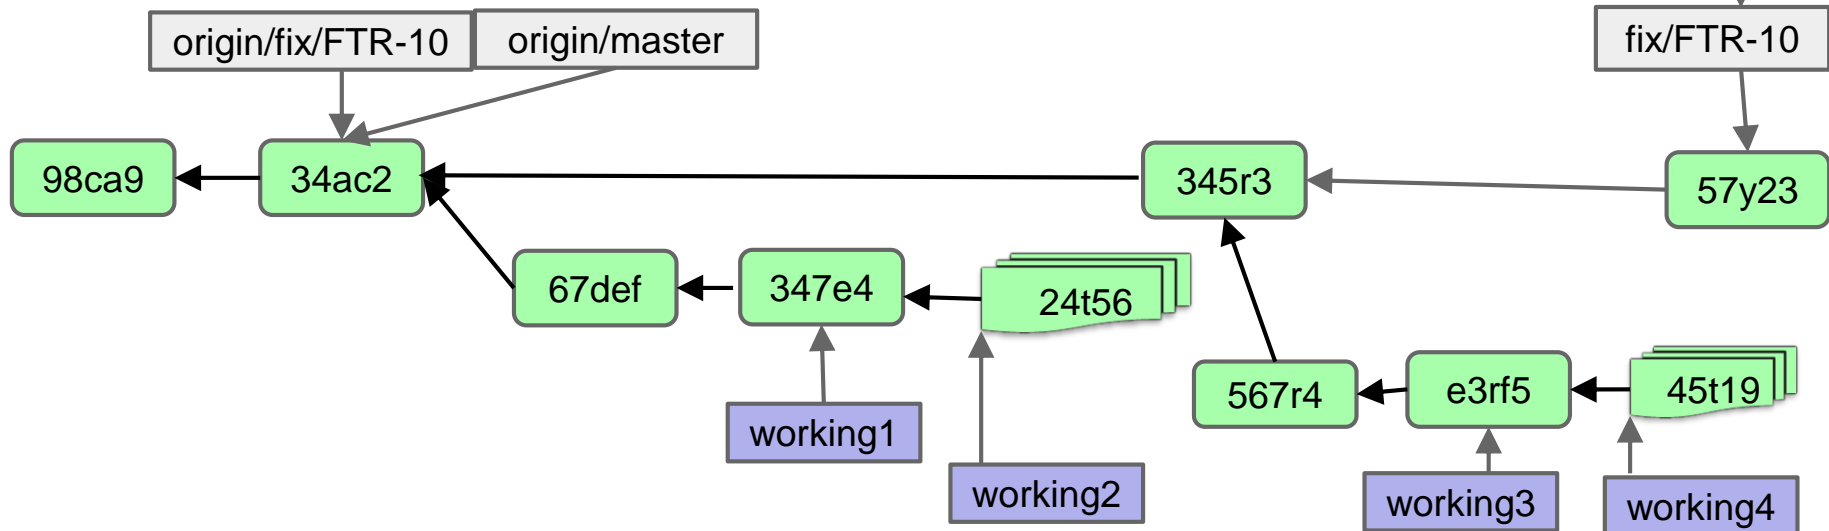 origin/fix/FTR-10
origin/master
fix/FTR-10
98ca9
34ac2
345r3
57y23
67def
347e4
24t56
567r4
e3rf5
45t19
working1
working2
working3
working4